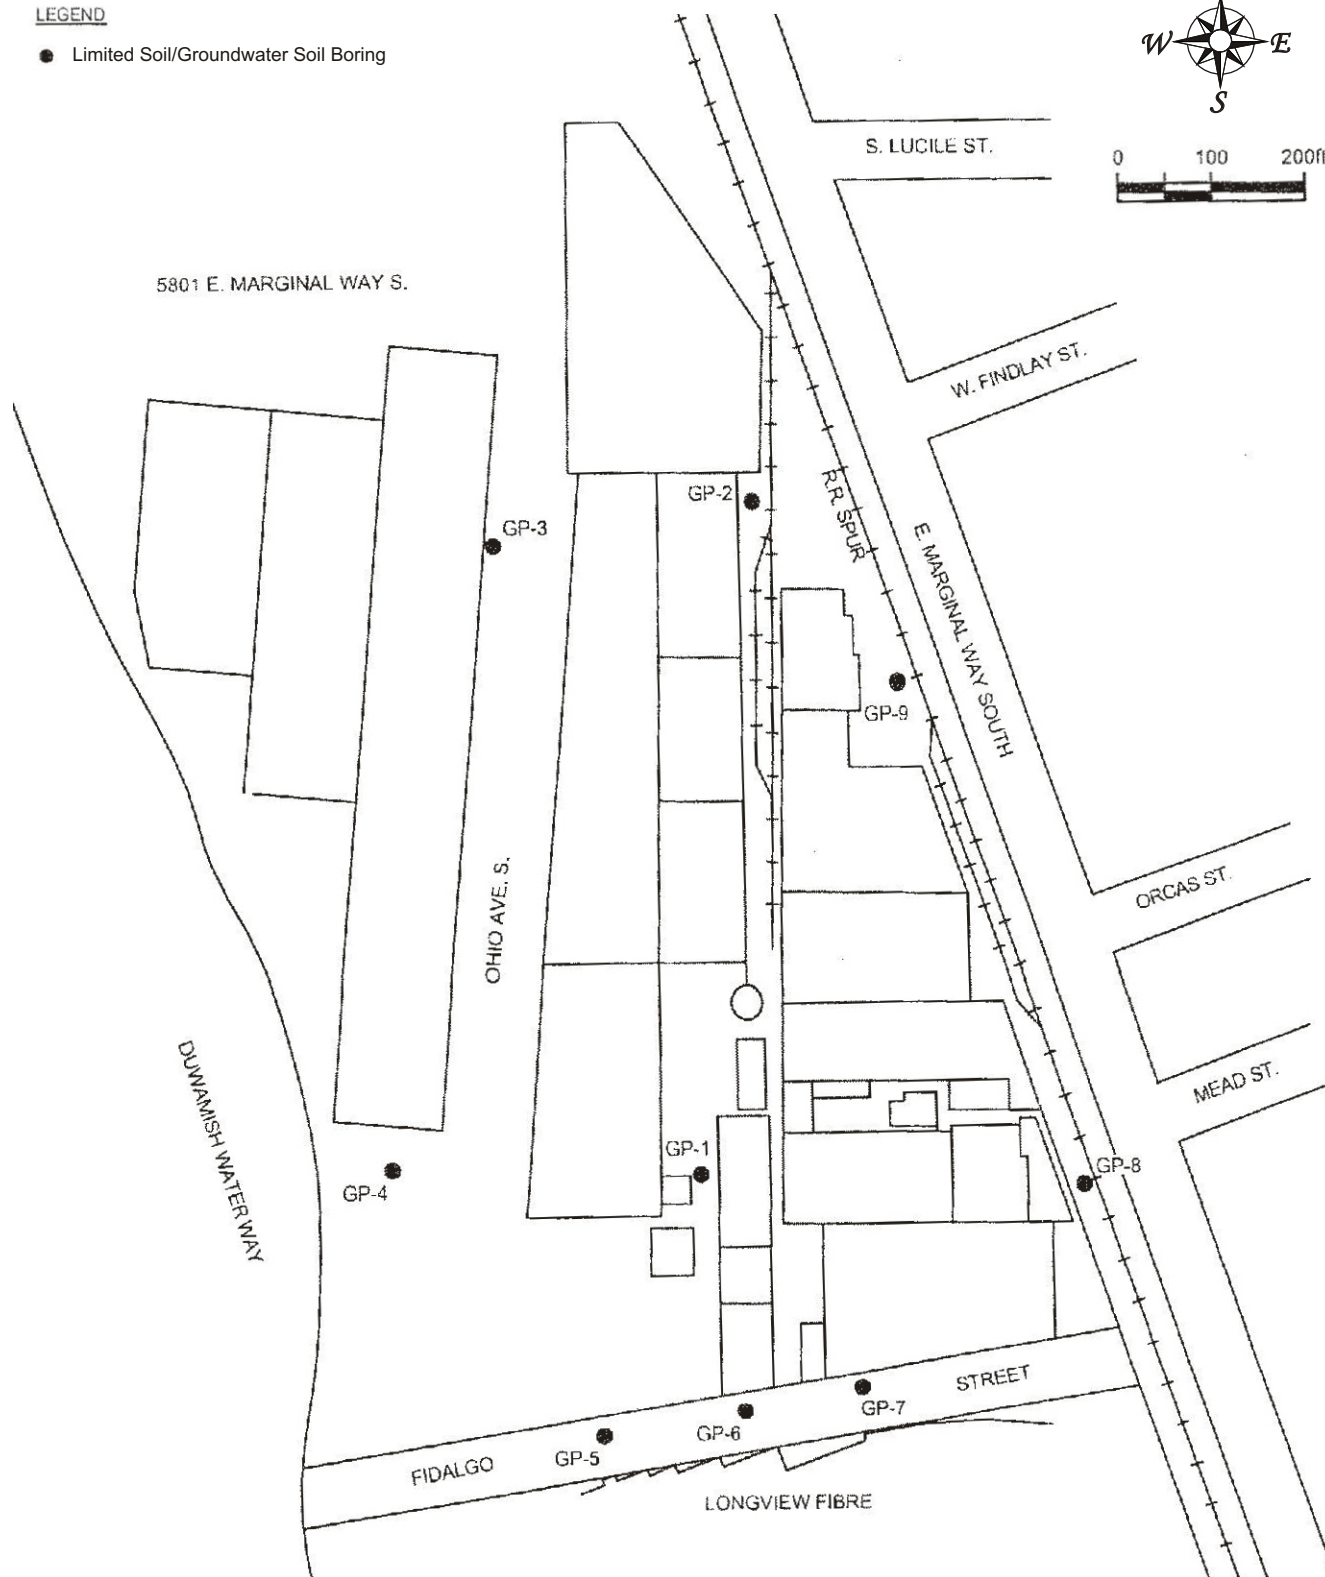 LEGEND
Limited Soil/Groundwater Soil Boring
W E
S
0 100 200ft
S. LUCILE ST.
5801 E. MARGINAL WAY S.
W. FINDLAY ST.
GP-2
R.R. SPUR
GP-3
E. MARGINAL WAY SOUTH
GP-9
ORCAS ST.
OHIO AVE. S.
MEAD ST.
DUWAMISH WATERWAY
GP-1
GP-8
GP-4
STREET
GP-7
GP-6
GP-5
FIDALGO
LONGVIEW FIBRE